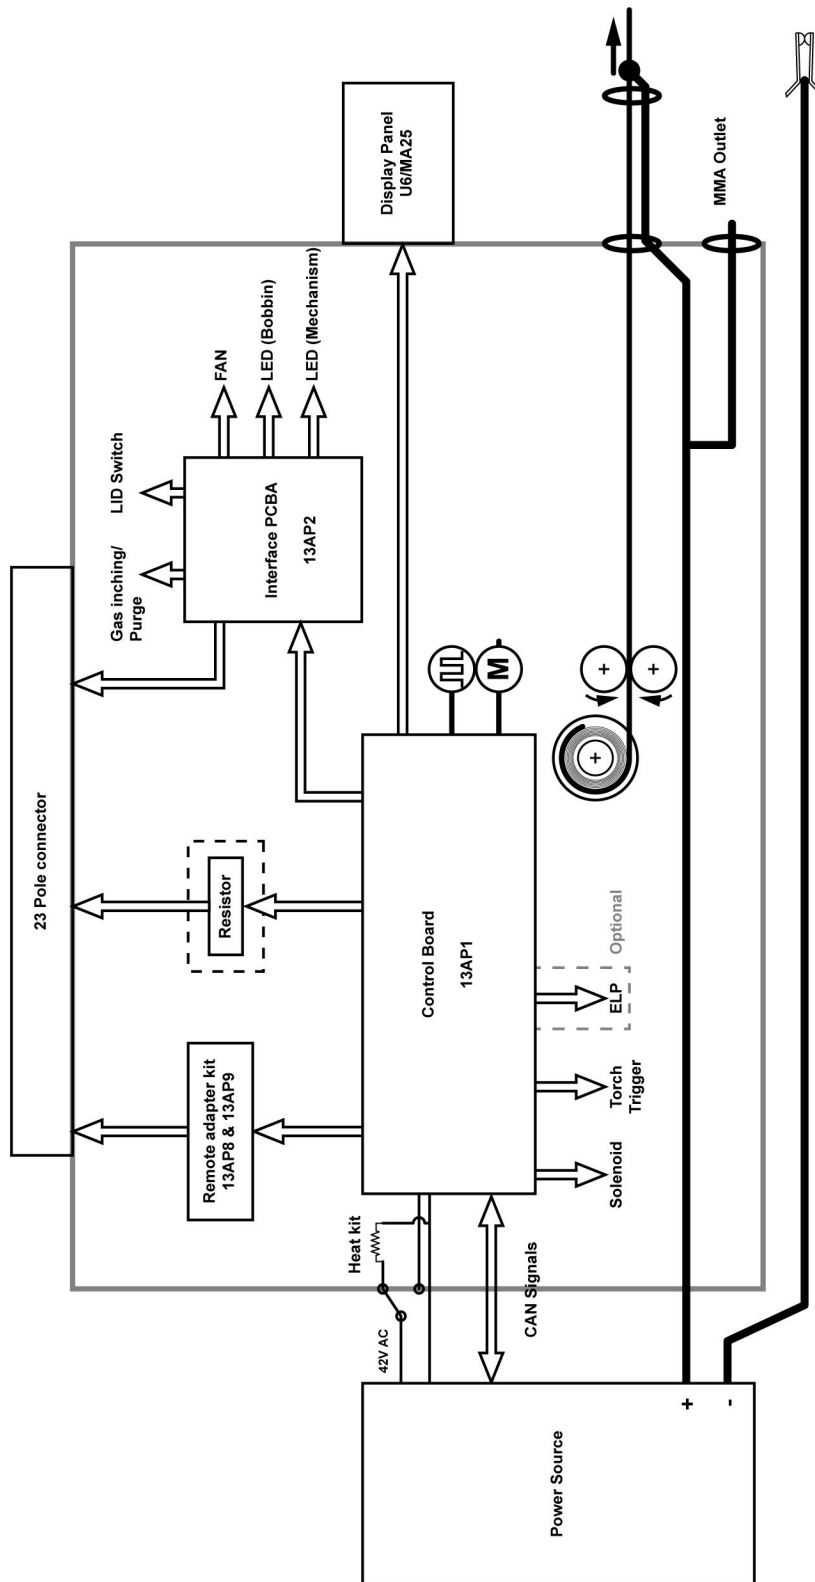 23 Pole connector
Remote adapter kit
13AP8 & 13AP9
Resistor
Gas inching/
Purge
LID Switch
Interface PCBA
13AP2
FAN
LED (Bobbin)
LED (Mechanism)
Display Panel
U6/MA25
Heat kit
42V AC
Control Board
13AP1
M
CAN Signals
Solenoid
Torch
Trigger
ELP
Optional
+
+
+
MMA Outlet
Power Source
+
-